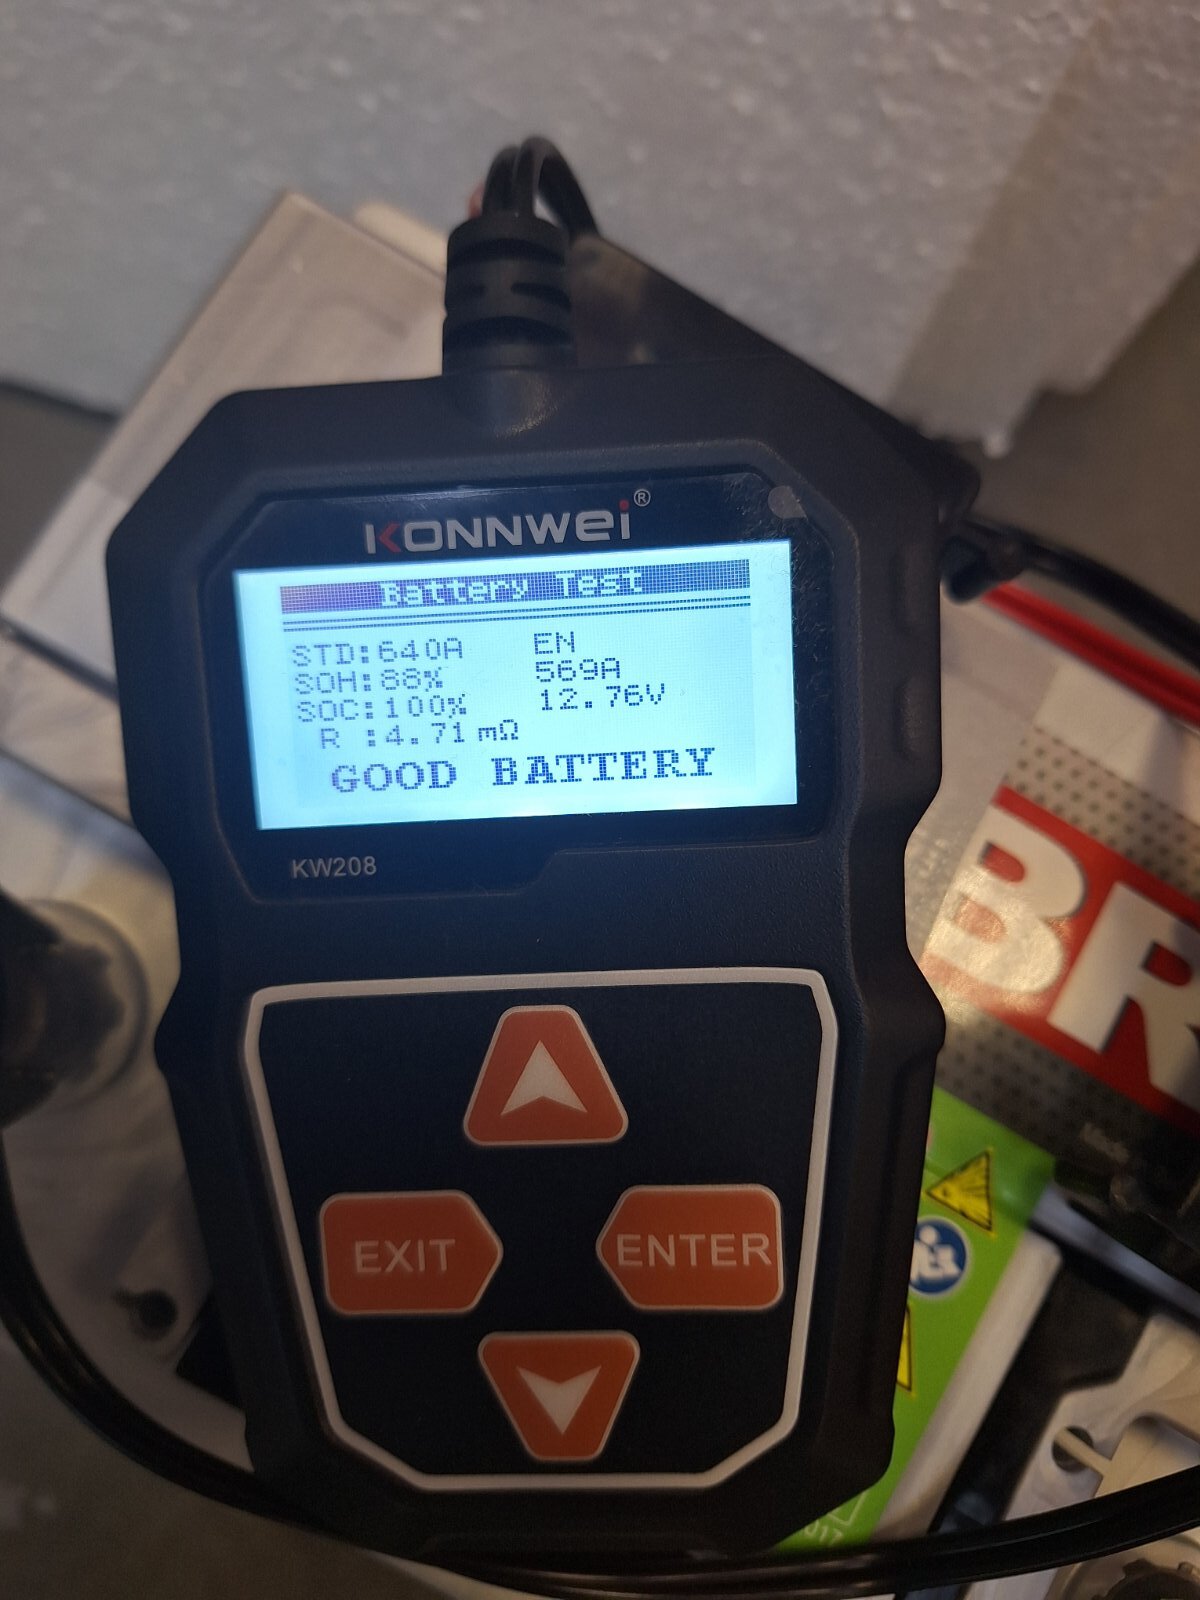 KONNWEI®
Battery Test
STD:640A EN
SOH:88% 569A
SOC:100% 12.76V
R :4.71mΩ
GOOD BATTERY
KW208
EXIT
ENTER
BR